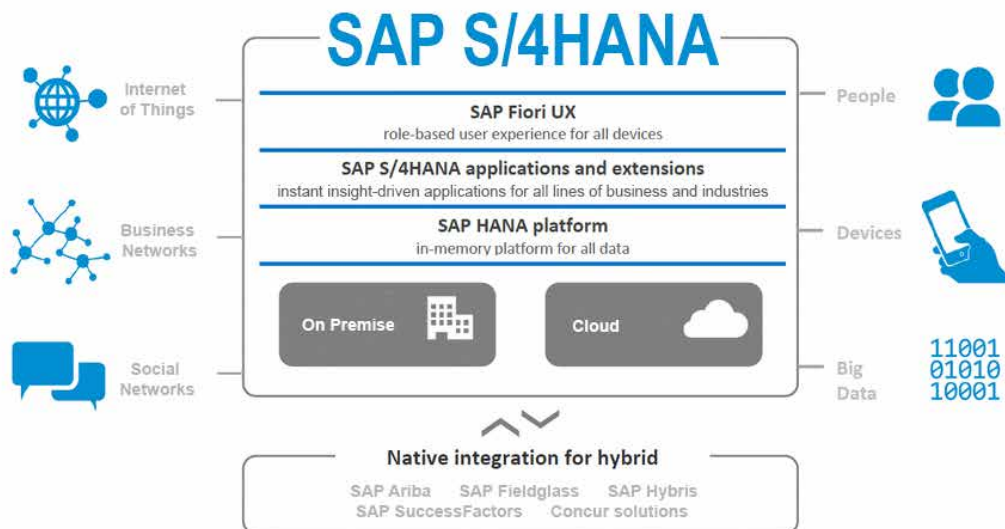 SAP S/4HANA
Internet
of Things
SAP Fiori UX
role-based user experience for all devices
People
SAP S/4HANA applications and extensions
instant insight-driven applications for all lines of business and industries
Business
Networks
SAP HANA platform
in-memory platform for all data
Devices
On Premise
Cloud
Social
Networks
Big
Data
11001
01010
10001
Native integration for hybrid
SAP Ariba SAP Fieldglass SAP Hybris
SAP SuccessFactors Concur solutions